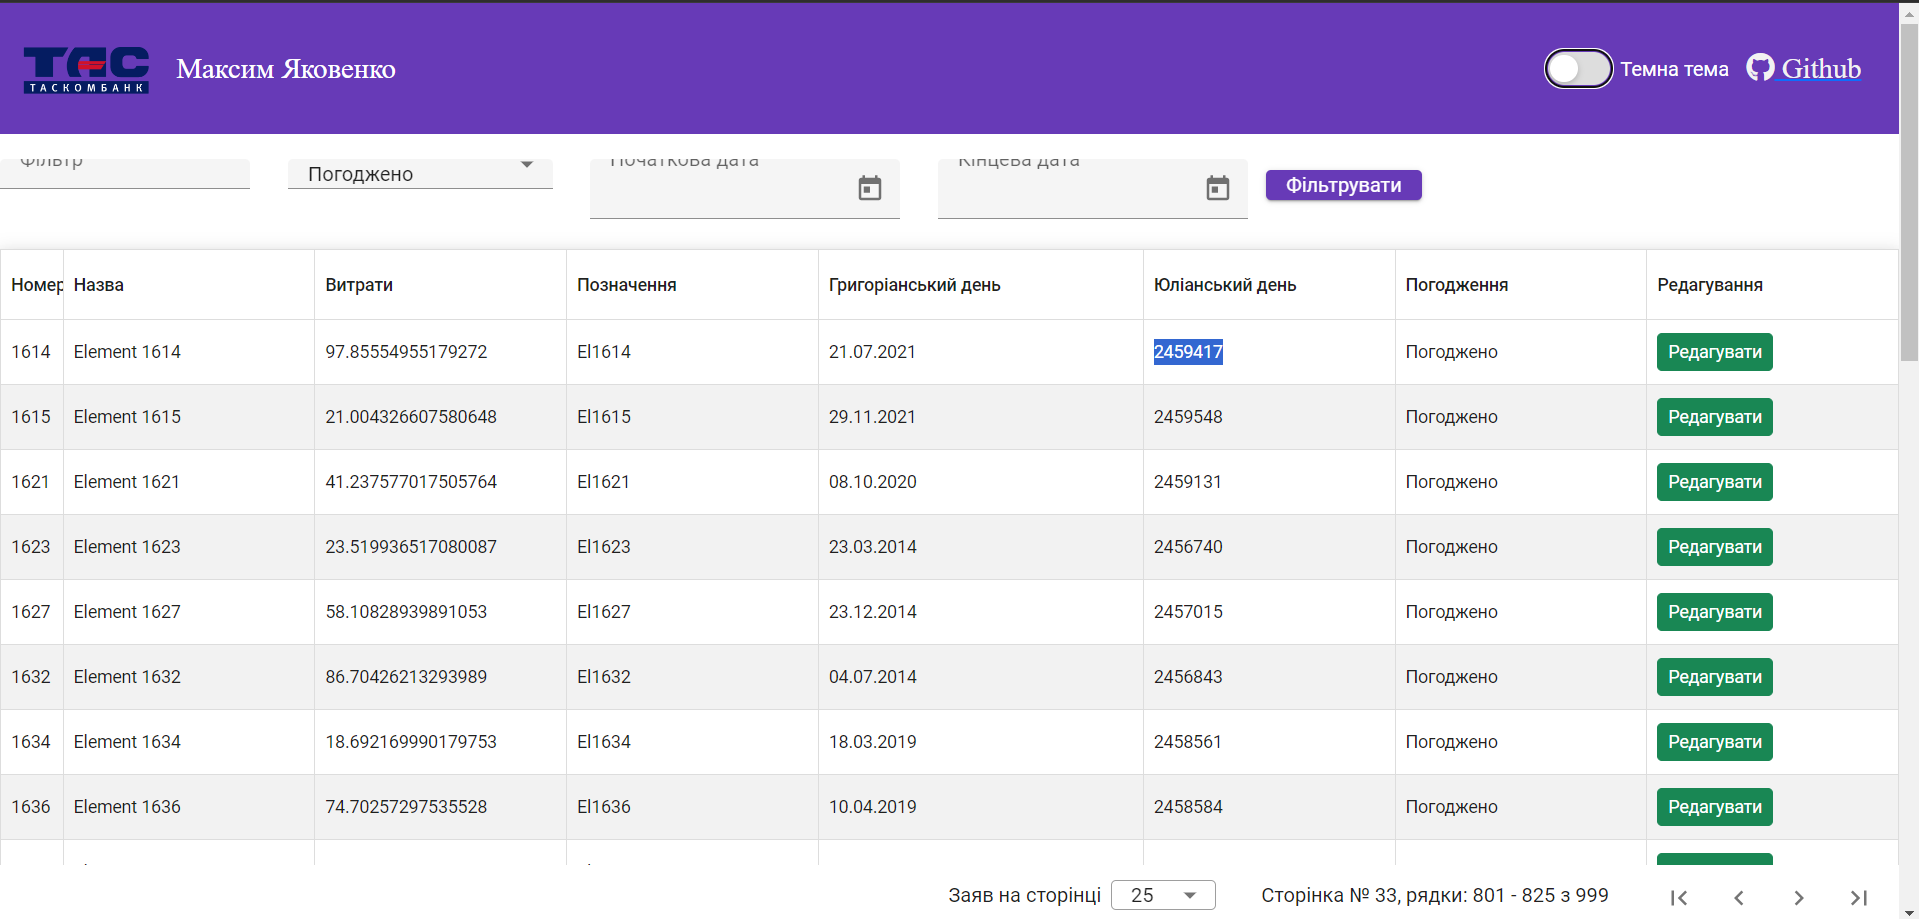 ТАС
ТАСКОМБАНК
Максим Яковенко
Темна тема
Github
Фільтр
Погоджено
Початкова дата
Кінцева дата
Фільтрувати
Номер Назва Витрати Позначення Григоріанський день Юліанський день Погодження Редагування
1614 Element 1614 97.85554955179272 El1614 21.07.2021 2459417 Погоджено Редагувати
1615 Element 1615 21.004326607580648 El1615 29.11.2021 2459548 Погоджено Редагувати
1621 Element 1621 41.237577017505764 El1621 08.10.2020 2459131 Погоджено Редагувати
1623 Element 1623 23.519936517080087 El1623 23.03.2014 2456740 Погоджено Редагувати
1627 Element 1627 58.10828939891053 El1627 23.12.2014 2457015 Погоджено Редагувати
1632 Element 1632 86.70426213293989 El1632 04.07.2014 2456843 Погоджено Редагувати
1634 Element 1634 18.692169990179753 El1634 18.03.2019 2458561 Погоджено Редагувати
1636 Element 1636 74.70257297535528 El1636 10.04.2019 2458584 Погоджено Редагувати
Заяв на сторінці 25 Сторінка № 33, рядки: 801 - 825 з 999